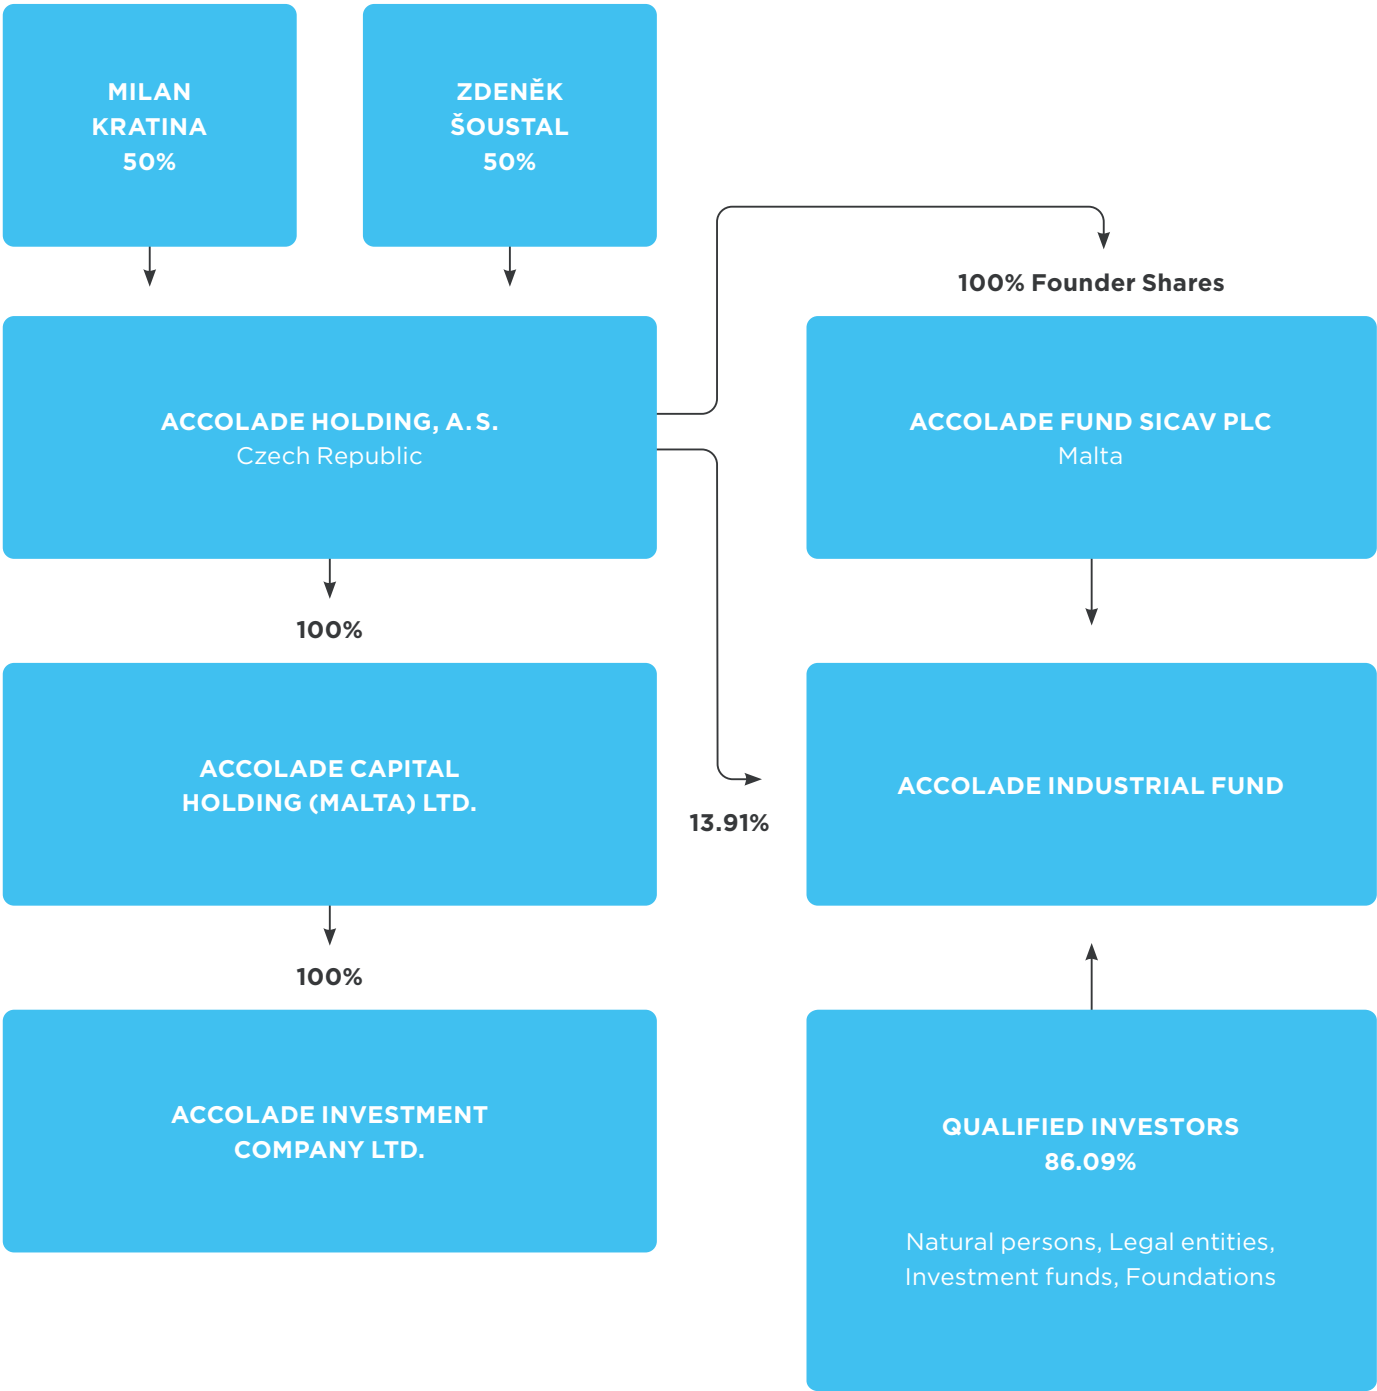 MILAN
KRATINA
50%
ZDENĚK
ŠOUSTAL
50%
100% Founder Shares
ACCOLADE HOLDING, A.S.
Czech Republic
ACCOLADE FUND SICAV PLC
Malta
100%
ACCOLADE CAPITAL
HOLDING (MALTA) LTD.
13.91%
ACCOLADE INDUSTRIAL FUND
100%
ACCOLADE INVESTMENT
COMPANY LTD.
QUALIFIED INVESTORS
86.09%
Natural persons, Legal entities,
Investment funds, Foundations